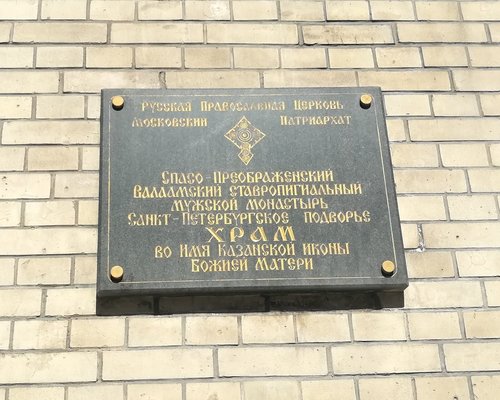 Русская Православная Церковь
Московский Патриархат
Спасо-Преображенский
Валаамский ставропигиальный
мужской монастырь
Санкт-Петербургское подворье
ХРАМ
во имя Казанской иконы
Божией Матери